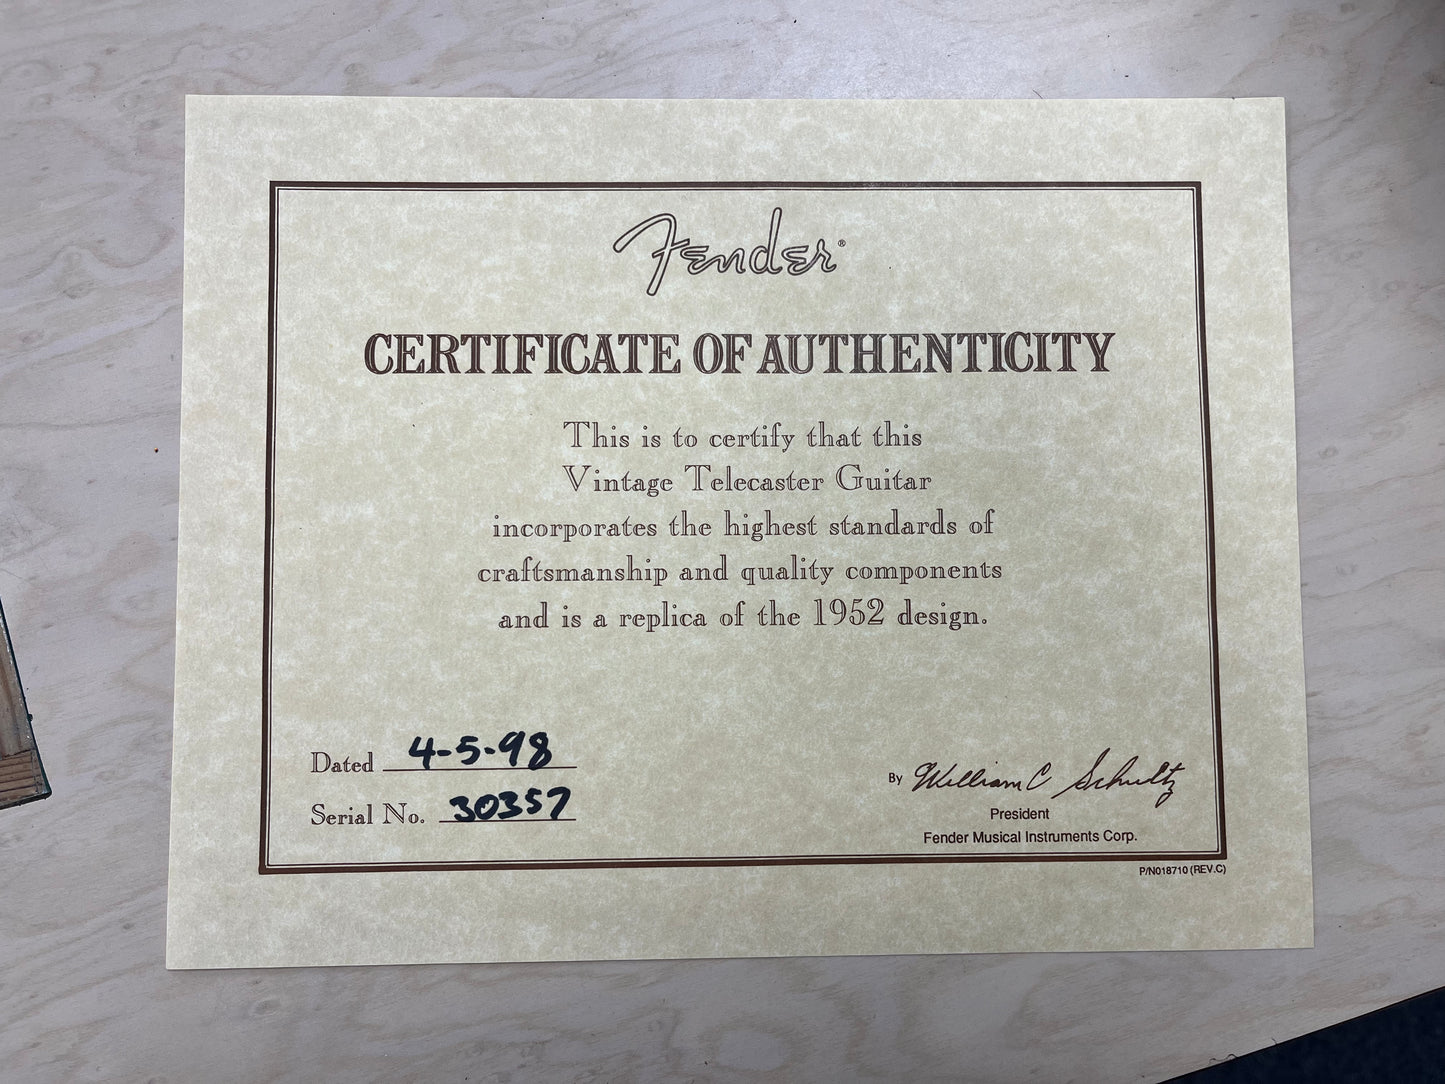 Fender®
CERTIFICATE OF AUTHENTICITY
This is to certify that this
Vintage Telecaster Guitar
incorporates the highest standards of
craftsmanship and quality components
and is a replica of the 1952 design.
Dated 4-5-98
Serial No. 30357
By William C Schultz
President
Fender Musical Instruments Corp.
P/N018710 (REV.C)